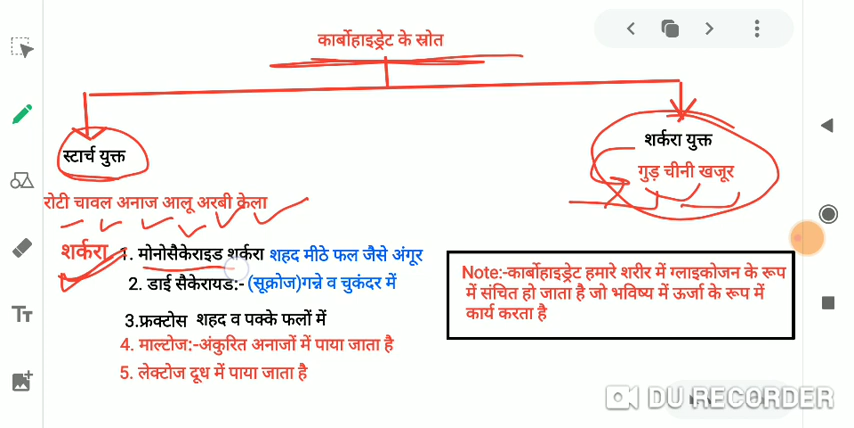 कार्बोहाइड्रेट के स्रोत
स्टार्च युक्त
शर्करा युक्त
गुड़ चीनी खजूर
रोटी चावल अनाज आलू अरबी केला
शर्करा
1. मोनोसैकेराइड शर्करा शहद मीठे फल जैसे अंगूर
2. डाई सैकेरायड:- (सूक्रोज)गन्ने व चुकंदर में
3.फ्रक्टोस शहद व पक्के फलों में
4. माल्टोज:-अंकुरित अनाजों में पाया जाता है
5. लेक्टोज दूध में पाया जाता है
Note:-कार्बोहाइड्रेट हमारे शरीर में ग्लाइकोजन के रूप
में संचित हो जाता है जो भविष्य में ऊर्जा के रूप में
कार्य करता है
Tт
DU RECORDER